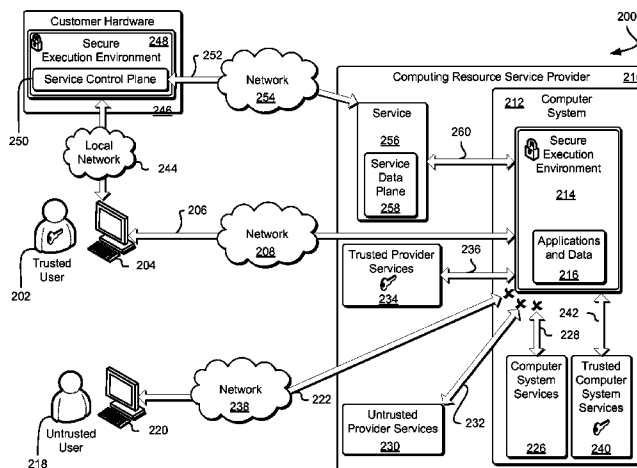 200
Customer Hardware
Secure
Execution Environment
248
Service Control Plane
250
246
252
Network
254
Local
Network
244
206
Network
208
204
Trusted
User
202
Computing Resource Service Provider
Service
256
Service
Data
Plane
258
260
212
Computer
System
Secure
Execution
Environment
214
Applications
and Data
216
Trusted Provider
Services
234
236
242
228
Network
238
222
220
Untrusted
User
218
Untrusted
Provider Services
230
232
Computer
System
Services
226
Trusted
Computer
System
Services
240